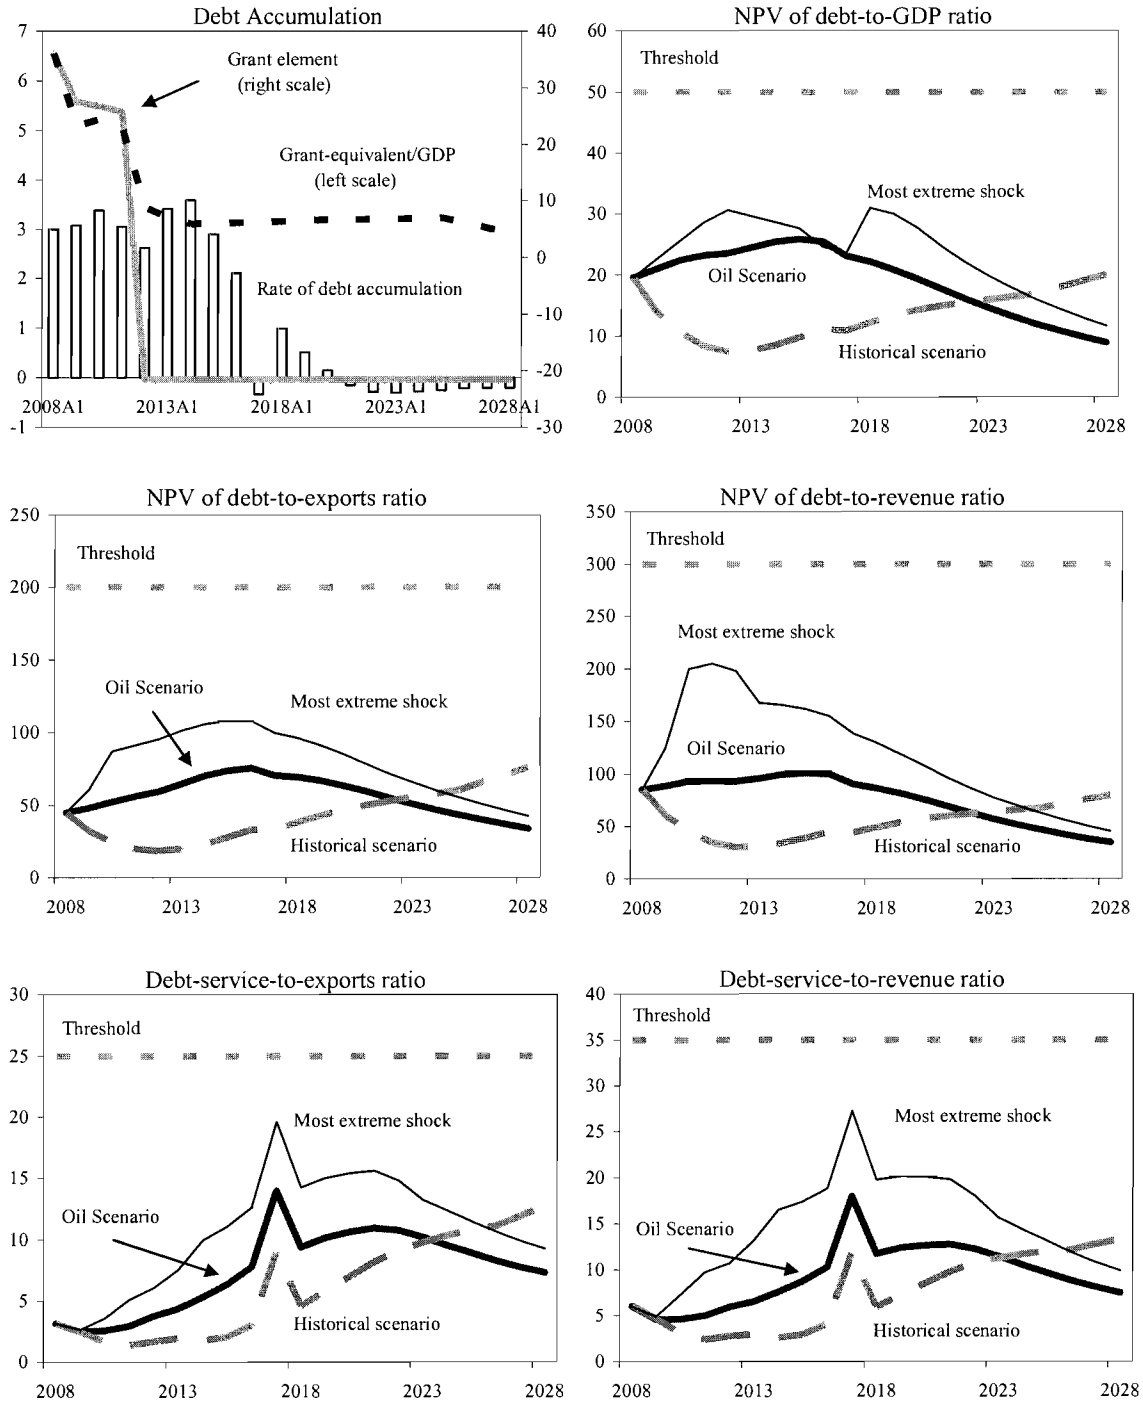 Debt Accumulation
7
6
5
4
3
2
1
0
-1
40
30
20
10
0
-10
-20
-30
Grant element
(right scale)
Grant-equivalent/GDP
(left scale)
Rate of debt accumulation
2008A1
2013A1
2018A1
2023A1
2028A1
NPV of debt-to-GDP ratio
60
50
40
30
20
10
0
Threshold
Most extreme shock
Oil Scenario
Historical scenario
2008
2013
2018
2023
2028
NPV of debt-to-exports ratio
250
200
150
100
50
0
Threshold
Oil Scenario
Most extreme shock
Historical scenario
2008
2013
2018
2023
2028
NPV of debt-to-revenue ratio
350
300
250
200
150
100
50
0
Threshold
Most extreme shock
Oil Scenario
Historical scenario
2008
2013
2018
2023
2028
Debt-service-to-exports ratio
30
25
20
15
10
5
0
Threshold
Most extreme shock
Oil Scenario
Historical scenario
2008
2013
2018
2023
2028
Debt-service-to-revenue ratio
40
35
30
25
20
15
10
5
0
Threshold
Most extreme shock
Oil Scenario
Historical scenario
2008
2013
2018
2023
2028